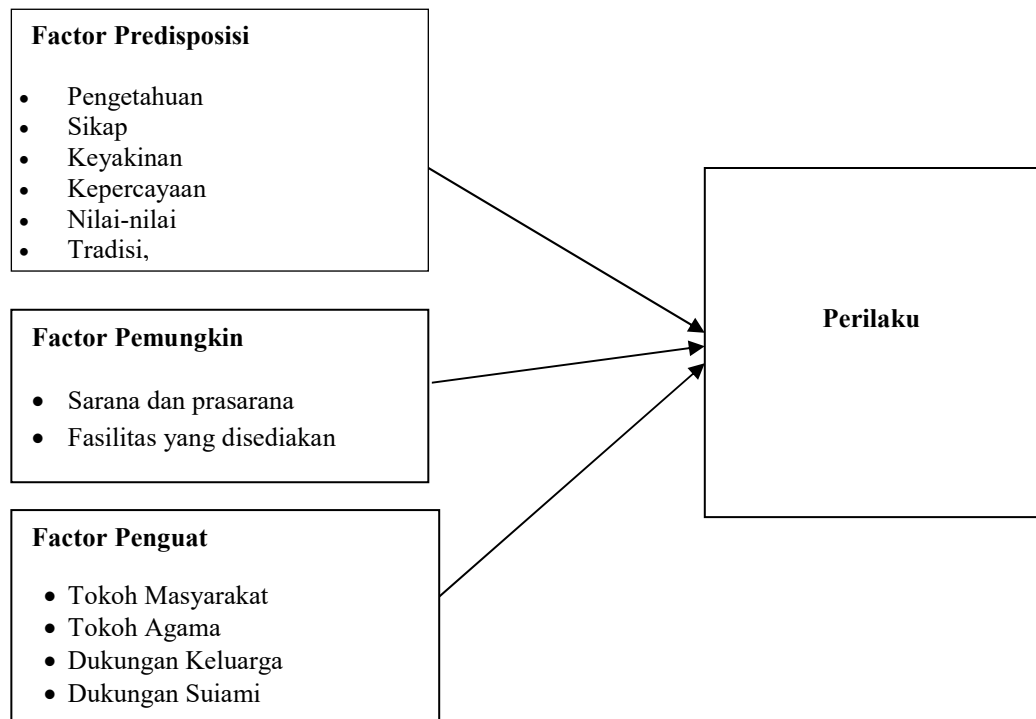 Factor Predisposisi
• Pengetahuan
• Sikap
• Keyakinan
• Kepercayaan
• Nilai-nilai
• Tradisi,
Factor Pemungkin
• Sarana dan prasarana
• Fasilitas yang disediakan
Factor Penguat
• Tokoh Masyarakat
• Tokoh Agama
• Dukungan Keluarga
• Dukungan Suiami
Perilaku